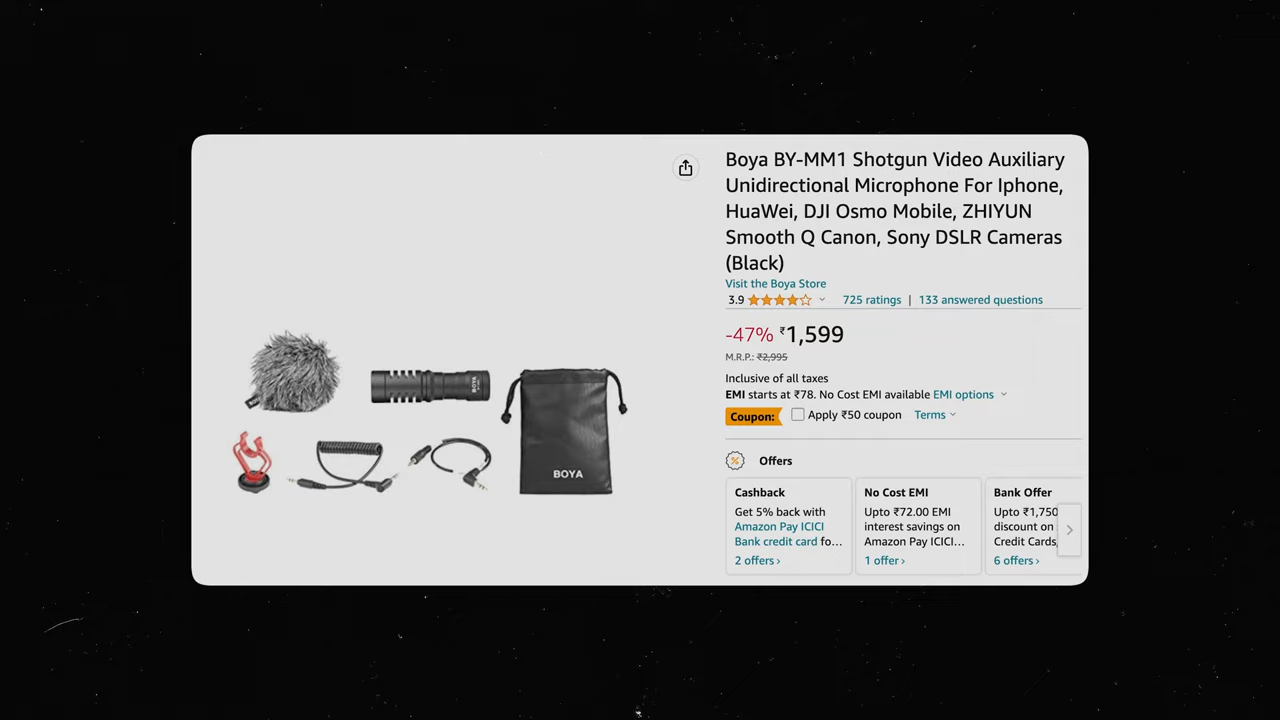 Boya BY-MM1 Shotgun Video Auxiliary
Unidirectional Microphone For Iphone,
HuaWei, DJI Osmo Mobile, ZHIYUN
Smooth Q Canon, Sony DSLR Cameras
(Black)
Visit the Boya Store
3.9 725 ratings | 133 answered questions
-47% ₹1,599
M.R.P.: ₹2,995
Inclusive of all taxes
EMI starts at ₹78. No Cost EMI available EMI options
Coupon: Apply ₹50 coupon Terms
Offers
Cashback
Get 5% back with
Amazon Pay ICICI
Bank credit card fo...
2 offers ›
No Cost EMI
Upto ₹72.00 EMI
interest savings on
Amazon Pay ICICI...
1 offer ›
Bank Offer
Upto ₹1,750
discount on
Credit Cards,
6 offers ›
BOYA
BOYA